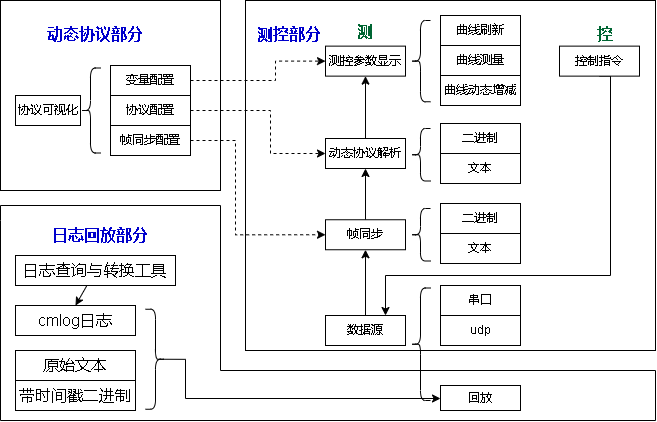 动态协议部分
协议可视化
变量配置
协议配置
帧同步配置
测控部分
测
控
测控参数显示
曲线刷新
曲线测量
曲线动态增减
控制指令
动态协议解析
二进制
文本
帧同步
二进制
文本
数据源
串口
udp
回放
日志回放部分
日志查询与转换工具
cmlog日志
原始文本
带时间戳二进制